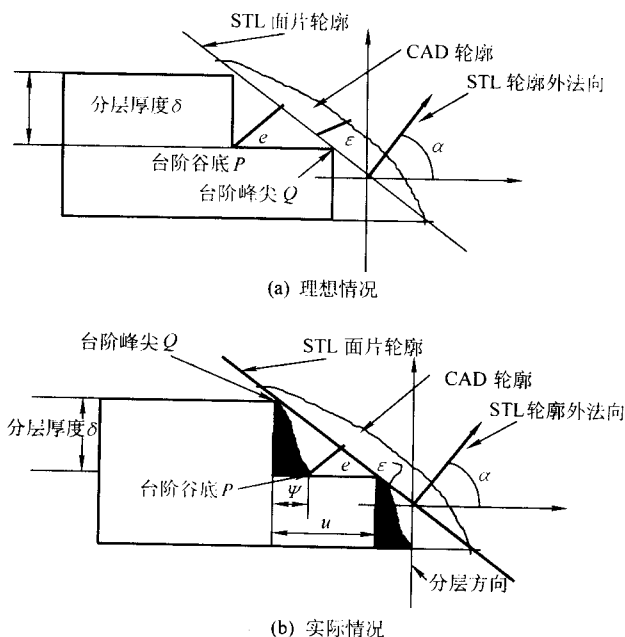 STL 面片轮廓
CAD 轮廓
STL 轮廓外法向
分层厚度δ
e
ε
α
台阶谷底 P
台阶峰尖 Q
(a) 理想情况
台阶峰尖 Q
STL 面片轮廓
CAD 轮廓
STL 轮廓外法向
分层厚度δ
e
ε
α
台阶谷底 P
Ψ
u
分层方向
(b) 实际情况